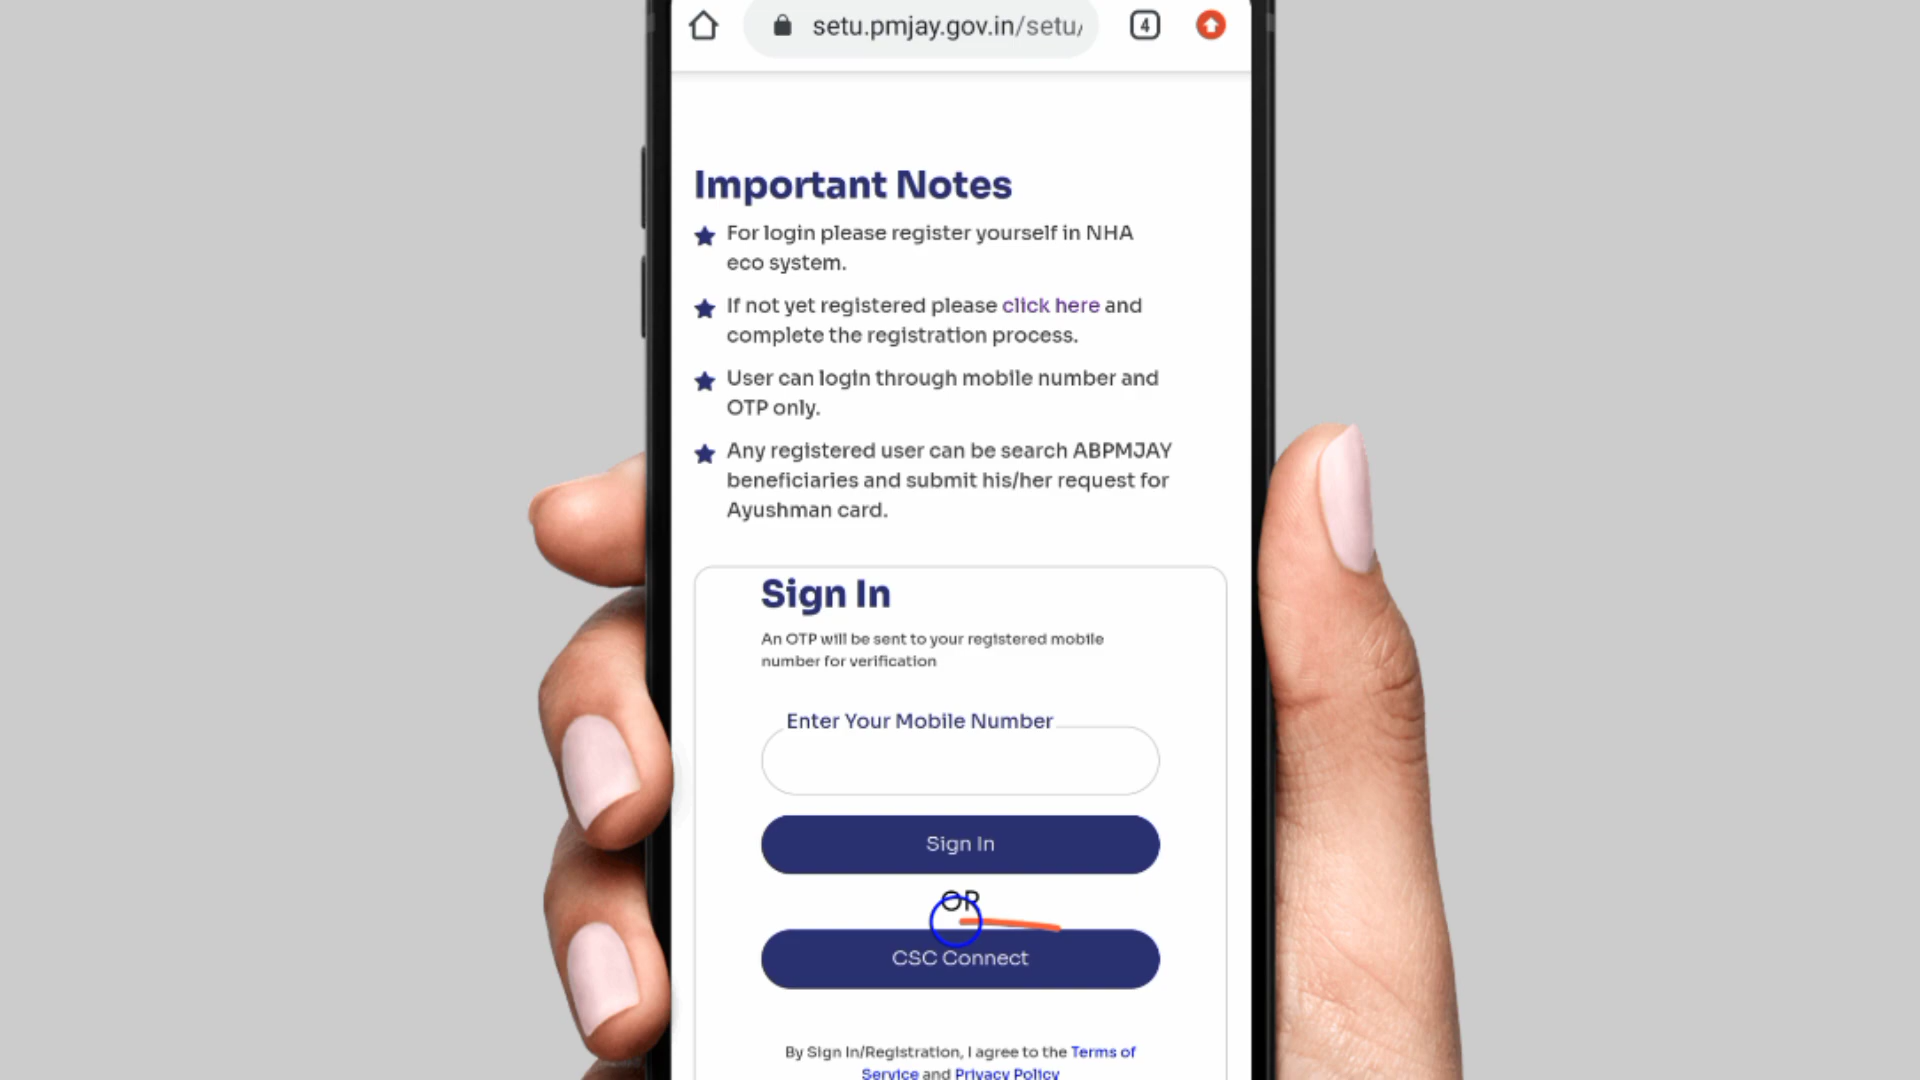 setu.pmjay.gov.in/setu/
4
Important Notes
For login please register yourself in NHA
eco system.
If not yet registered please click here and
complete the registration process.
User can login through mobile number and
OTP only.
Any registered user can be search ABPMJAY
beneficiaries and submit his/her request for
Ayushman card.
Sign In
An OTP will be sent to your registered mobile
number for verification
Enter Your Mobile Number
Sign In
OR
CSC Connect
By Sign In/Registration, I agree to the Terms of
Service and Privacy Policy